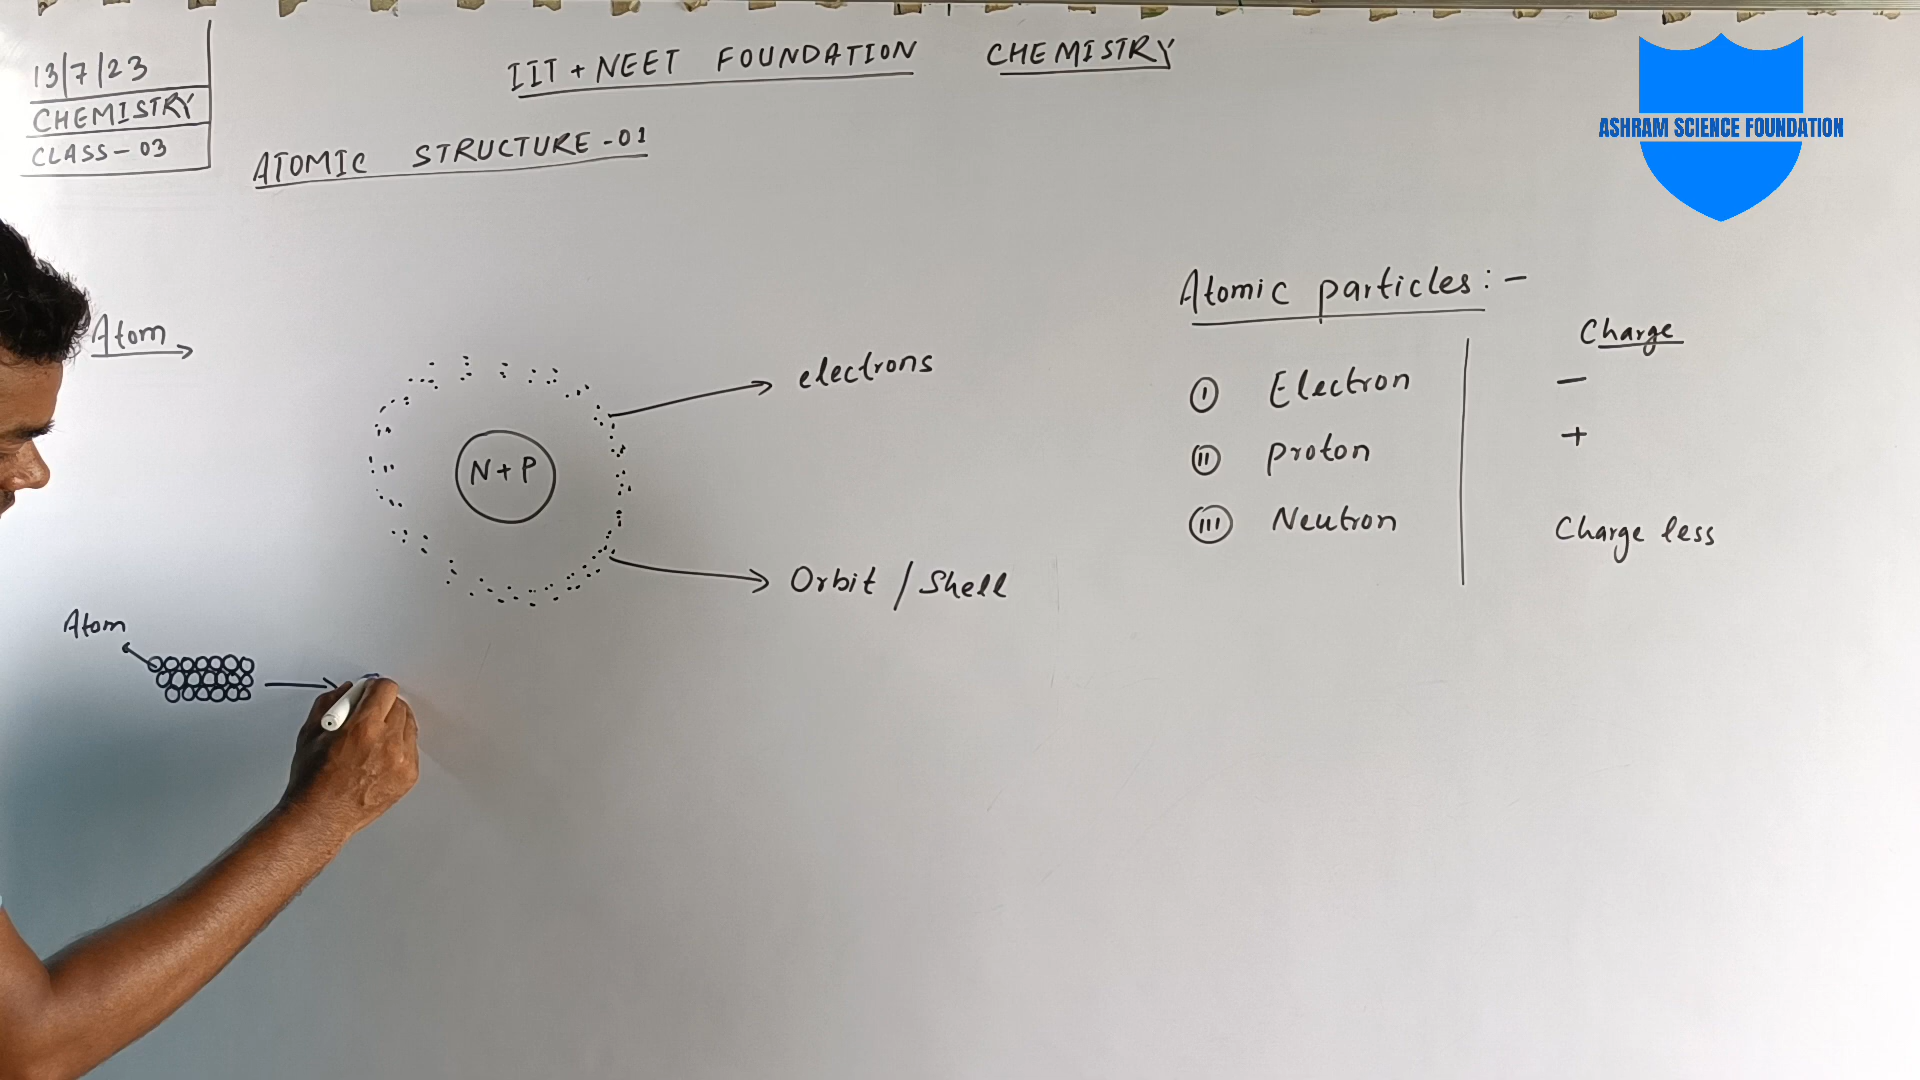 13/7/23
CHEMISTRY
CLASS-03
IIT + NEET FOUNDATION CHEMISTRY
ATOMIC STRUCTURE-01
ASHRAM SCIENCE FOUNDATION
Atom
electrons
N+P
Orbit / Shell
Atom
Atomic particles:-
Charge
(i) Electron -
(ii) proton +
(iii) Neutron Charge less